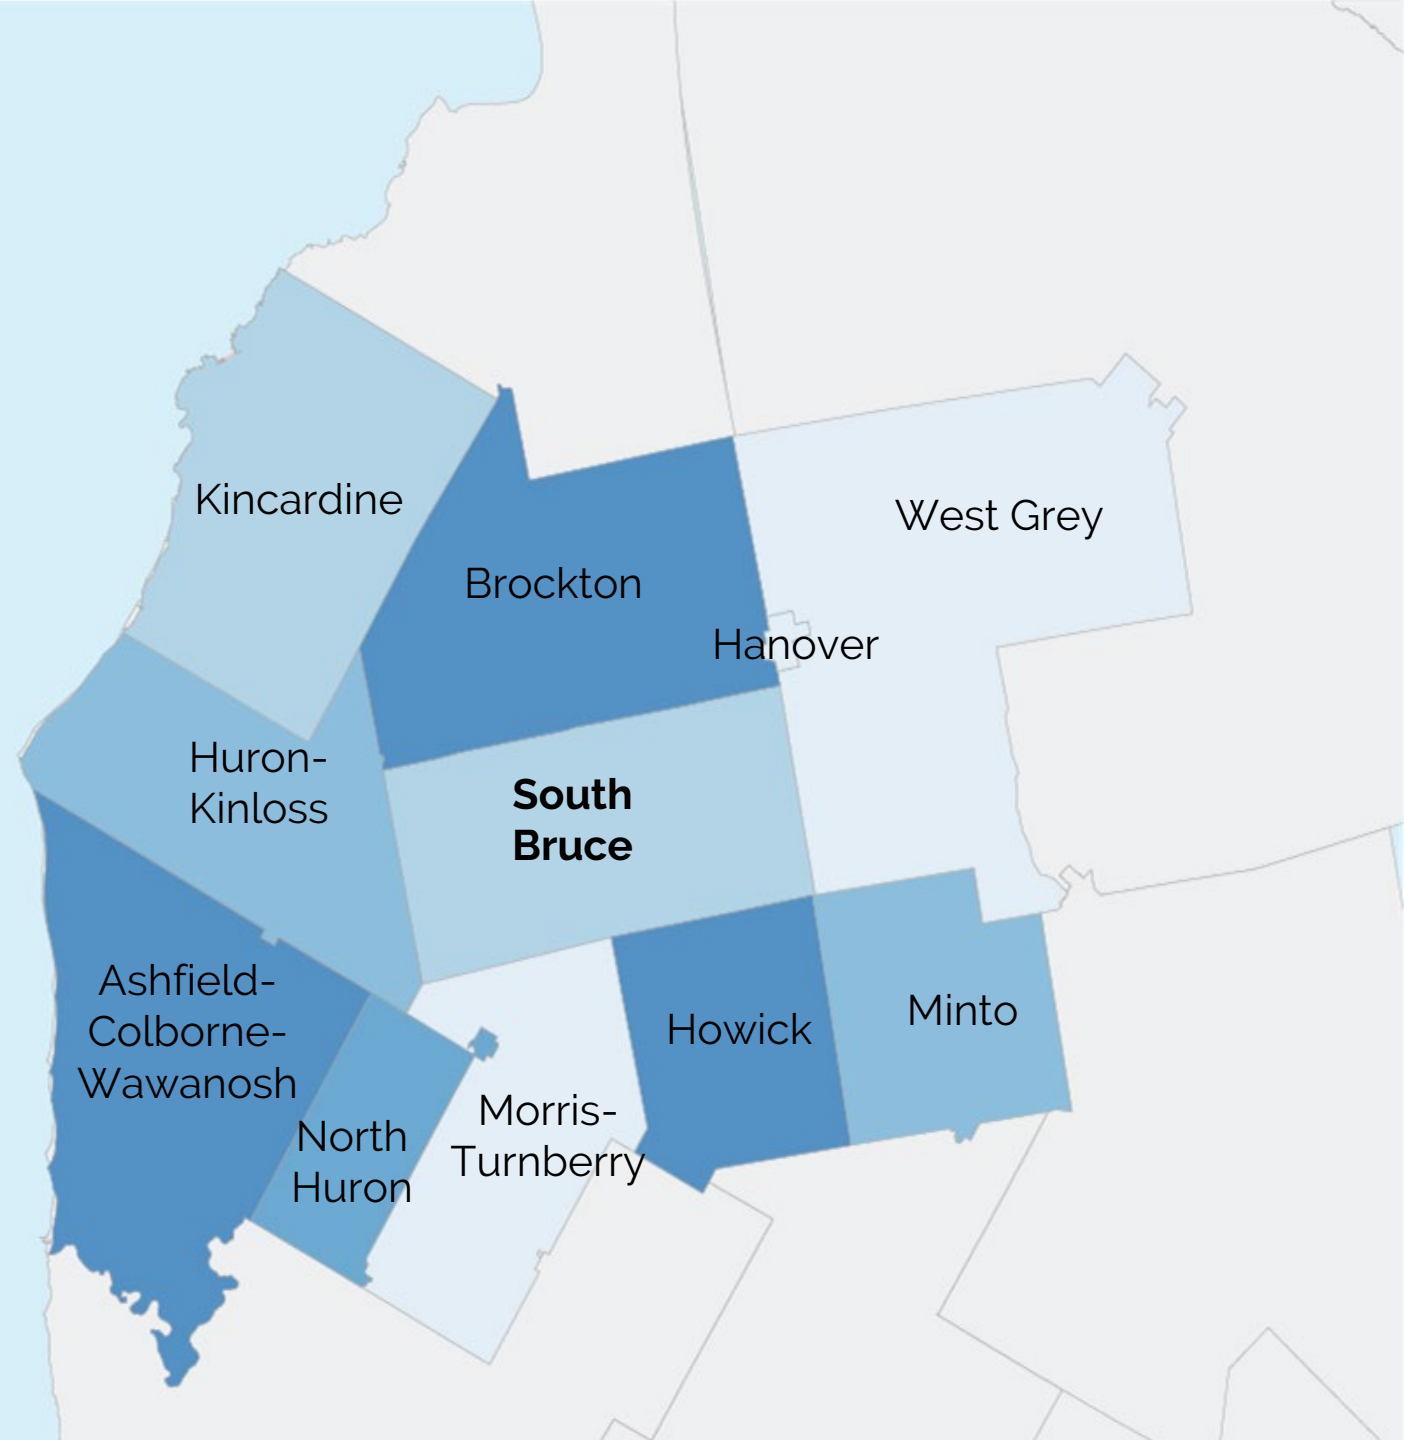 Kincardine
West Grey
Brockton
Hanover
Huron-
Kinloss
South
Bruce
Ashfield-
Colborne-
Wawanosh
Howick
Minto
North
Huron
Morris-
Turnberry